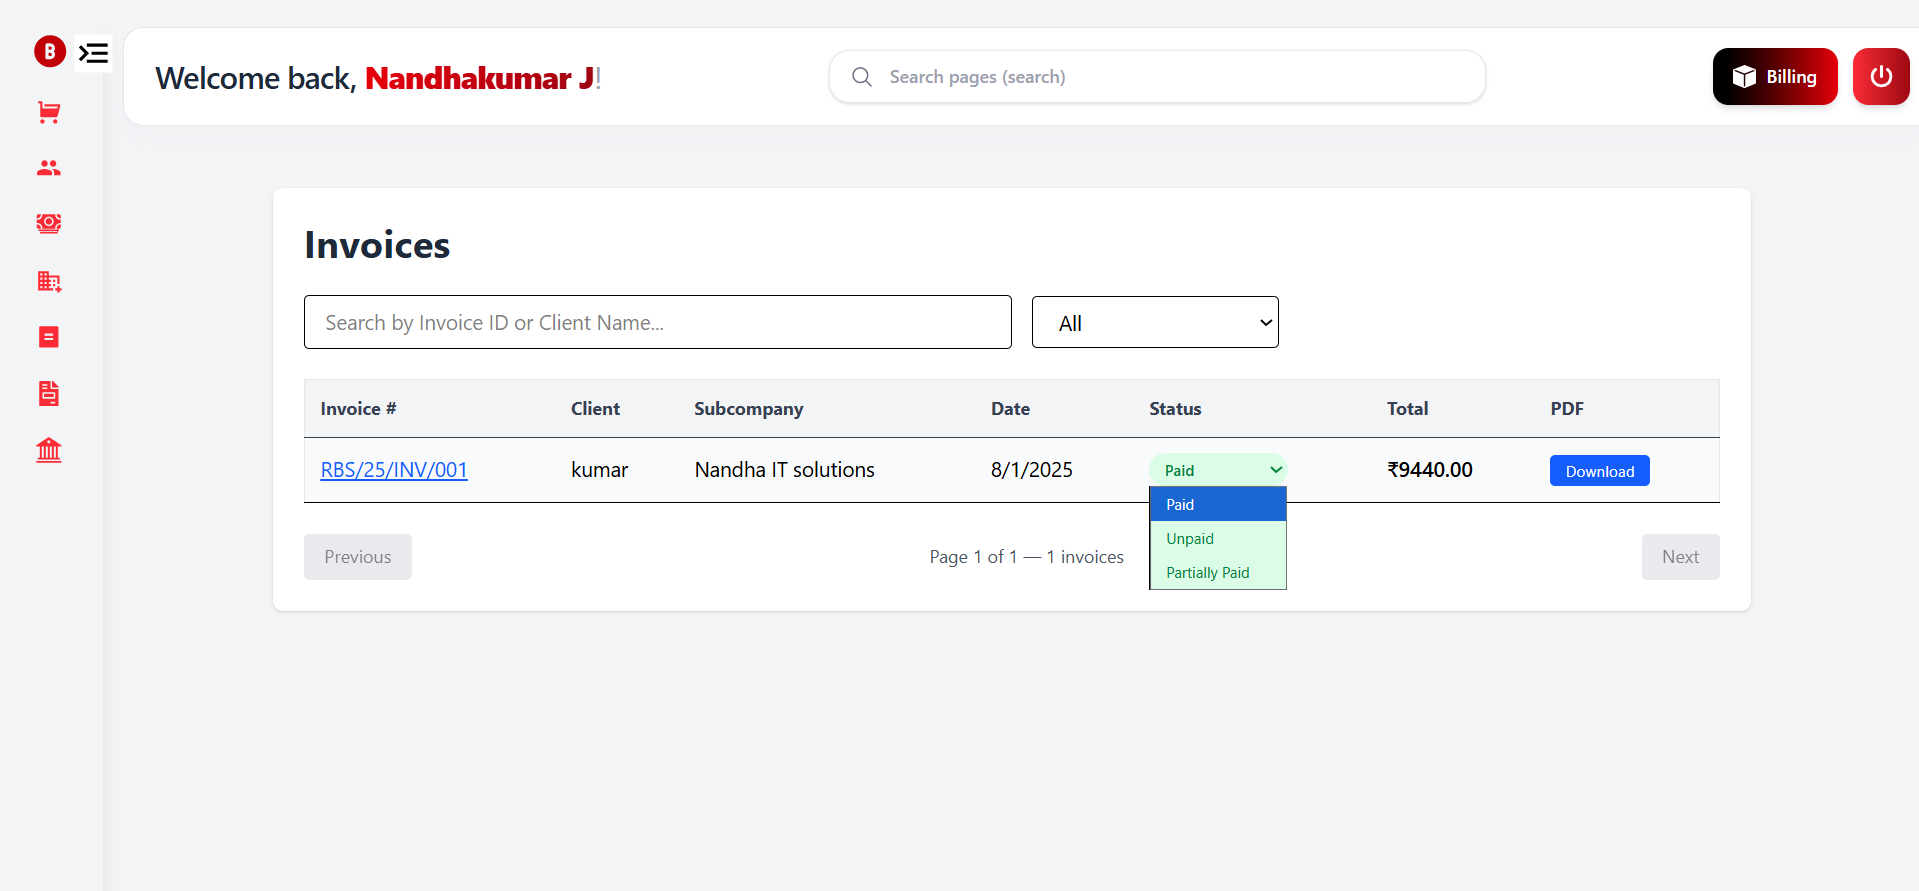 B
Welcome back, Nandhakumar J!
Search pages (search)
Billing
Invoices
Search by Invoice ID or Client Name...
All
Invoice # Client Subcompany Date Status Total PDF
RBS/25/INV/001 kumar Nandha IT solutions 8/1/2025 Paid ₹9440.00 Download
Paid
Unpaid
Partially Paid
Previous Page 1 of 1 — 1 invoices Next